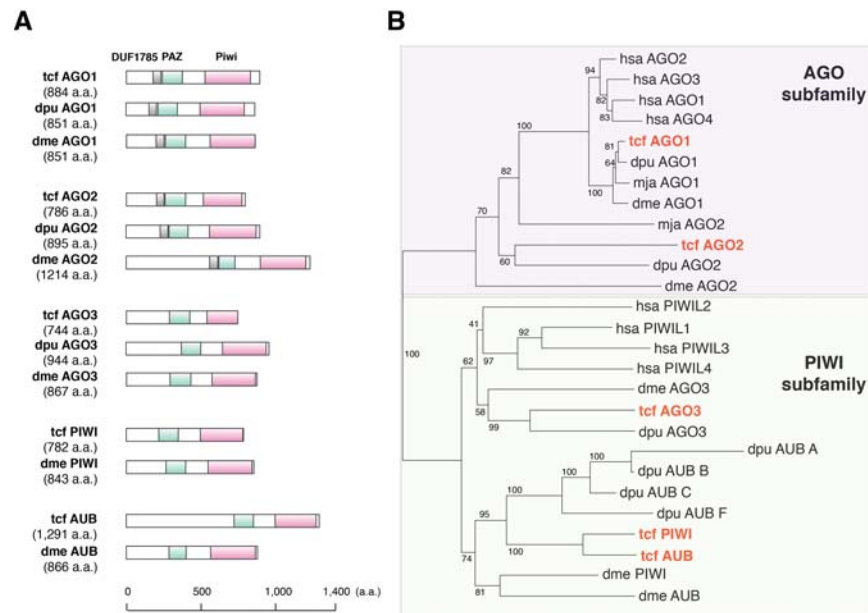 A
DUF1785 PAZ Piwi
tcf AGO1
(884 a.a.)
dpu AGO1
(851 a.a.)
dme AGO1
(851 a.a.)
tcf AGO2
(786 a.a.)
dpu AGO2
(895 a.a.)
dme AGO2
(1214 a.a.)
tcf AGO3
(744 a.a.)
dpu AGO3
(944 a.a.)
dme AGO3
(867 a.a.)
tcf PIWI
(782 a.a.)
dme PIWI
(843 a.a.)
tcf AUB
(1,291 a.a.)
dme AUB
(866 a.a.)
0 500 1,000 1,400 (a.a.)
B
AGO
subfamily
hsa AGO2
94
hsa AGO3
82
hsa AGO1
83
hsa AGO4
100
81
tcf AGO1
64
dpu AGO1
82
mja AGO1
100
dme AGO1
70
mja AGO2
tcf AGO2
60
dpu AGO2
dme AGO2
100
PIWI
subfamily
hsa PIWIL2
41
92
hsa PIWIL1
hsa PIWIL3
97
62
hsa PIWIL4
dme AGO3
58
tcf AGO3
99
dpu AGO3
dpu AUB A
100
dpu AUB B
100
dpu AUB C
100
dpu AUB F
95
tcf PIWI
100
tcf AUB
74
dme PIWI
81
dme AUB